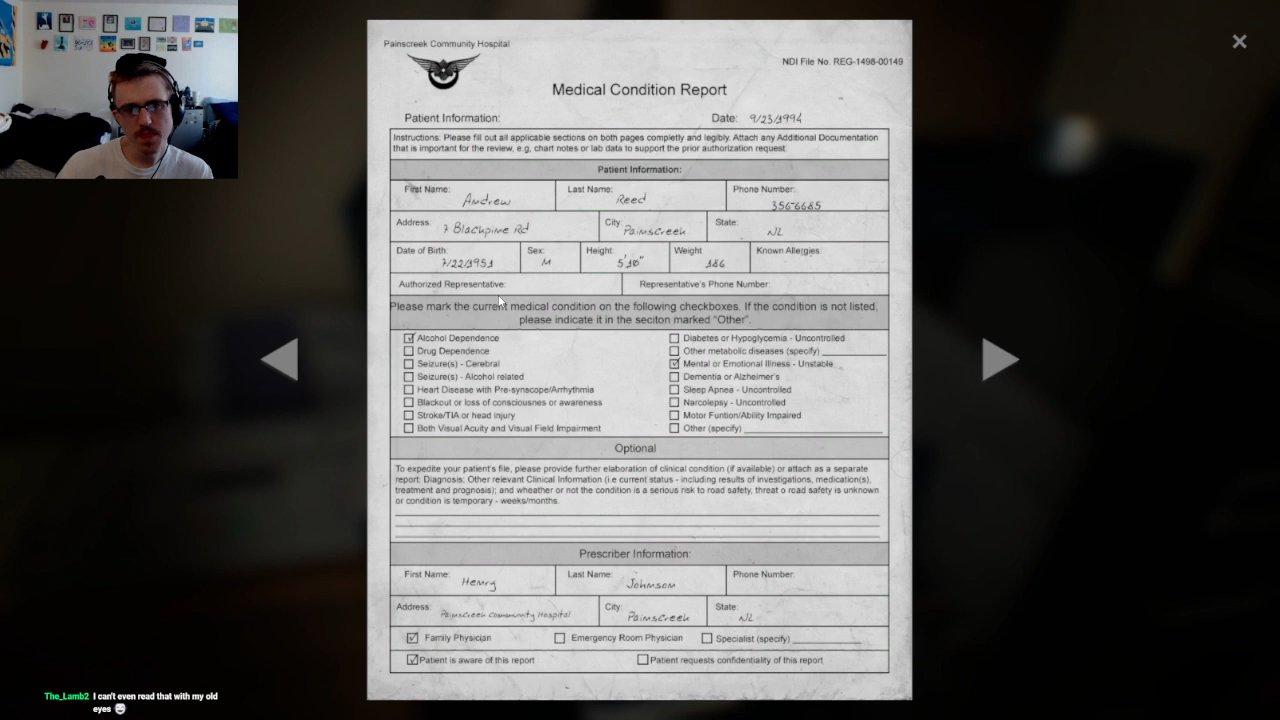 Painscreek Community Hospital
NDI File No. REG-1498-00149
Medical Condition Report
Patient Information:
Date: 9/23/1994
Instructions: Please fill out all applicable sections on both pages completly and legibly. Attach any Additional Documentation
that is important for the review, e.g, chart notes or lab data to support the prior authorization request.
Patient Information:
First Name: Andrew Last Name: Reed Phone Number: 356-6685
Address: 7 Blackpine Rd City: Painscreek State: NL
Date of Birth: 7/22/1951 Sex: M Height: 5'10" Weight 186 Known Allergies:
Authorized Representative: Representative's Phone Number:
Please mark the current medical condition on the following checkboxes. If the condition is not listed,
please indicate it in the seciton marked "Other".
Alcohol Dependence Diabetes or Hypoglycemia - Uncontrolled
Drug Dependence Other metabolic diseases (specify)
Seizure(s) - Cerebral Mental or Emotional Illness - Unstable
Seizure(s) - Alcohol related Dementia or Alzheimer's
Heart Disease with Pre-synacope/Arrhythmia Sleep Apnea - Uncontrolled
Blackout or loss of consciousnes or awareness Narcolepsy - Uncontrolled
Stroke/TIA or head injury Motor Funtion/Ability Impaired
Both Visual Acuity and Visual Field Impairment Other (specify)
Optional
To expedite your patient's file, please provide further elaboration of clinical condition (if available) or attach as a separate
report: Diagnosis; Other relevant Clinical Information (i.e current status - including results of investigations, medication(s),
treatment and prognosis); and wheather or not the condition is a serious risk to road safety, threat o road safety is unknown
or condition is temporary - weeks/months.
Prescriber Information:
First Name: Henry Last Name: Johnson Phone Number:
Address: Painscreek Community Hospital City: Painscreek State: NL
Family Physician Emergency Room Physician Specialist (specify)
Patient is aware of this report Patient requests confidentiality of this report
The_Lamb2 I can't even read that with my old
eyes